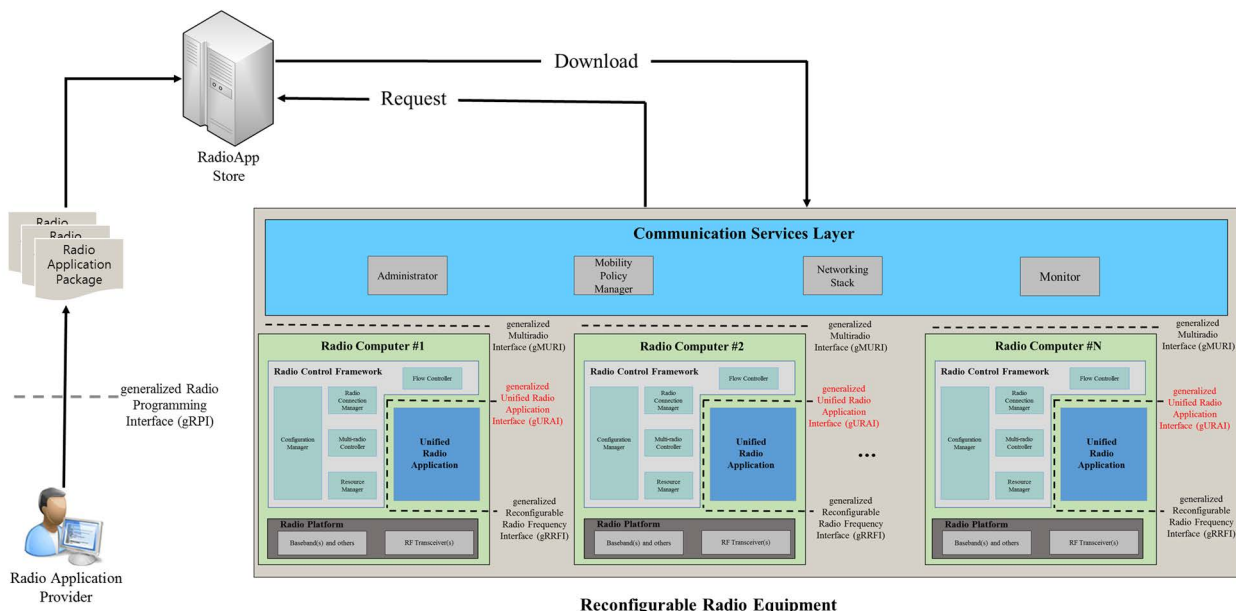 Download
Request
RadioApp
Store
Radio
Radio
Radio
Application
Package
generalized Radio
Programming
Interface (gRPI)
Radio Application
Provider
Communication Services Layer
Administrator
Mobility
Policy
Manager
Networking
Stack
Monitor
generalized
Multiradio
Interface (gMURI)
generalized
Multiradio
Interface (gMURI)
generalized
Multiradio
Interface (gMURI)
Radio Computer #1
Radio Control Framework
Flow Controller
Radio
Connection
Manager
Configuration
Manager
Multi-radio
Controller
Resource
Manager
Unified
Radio
Application
generalized
Unified Radio
Application
Interface (gURAI)
generalized
Reconfigurable
Radio Frequency
Interface (gRRFI)
Radio Platform
Baseband(s) and others
RF Transceiver(s)
Radio Computer #2
Radio Control Framework
Flow Controller
Radio
Connection
Manager
Configuration
Manager
Multi-radio
Controller
Resource
Manager
Unified
Radio
Application
generalized
Unified Radio
Application
Interface (gURAI)
...
generalized
Reconfigurable
Radio Frequency
Interface (gRRFI)
Radio Platform
Baseband(s) and others
RF Transceiver(s)
Radio Computer #N
Radio Control Framework
Flow Controller
Radio
Connection
Manager
Configuration
Manager
Multi-radio
Controller
Resource
Manager
Unified
Radio
Application
generalized
Unified Radio
Application
Interface (gURAI)
generalized
Reconfigurable
Radio Frequency
Interface (gRRFI)
Radio Platform
Baseband(s) and others
RF Transceiver(s)
Reconfigurable Radio Equipment